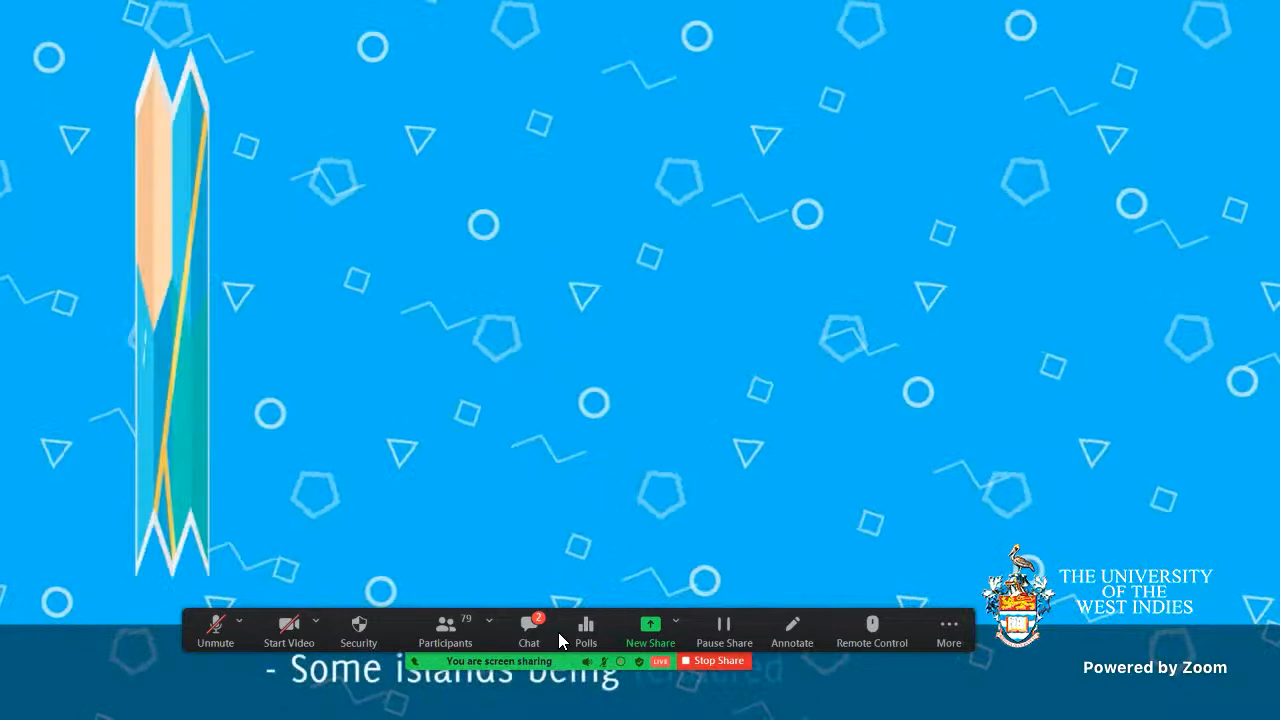 THE UNIVERSITY
OF THE
WEST INDIES
79
2
Unmute
Start Video
Security
Participants
Chat
Polls
New Share
Pause Share
Annotate
Remote Control
More
You are screen sharing
LIVE
Stop Share
- Some islands being
Powered by Zoom